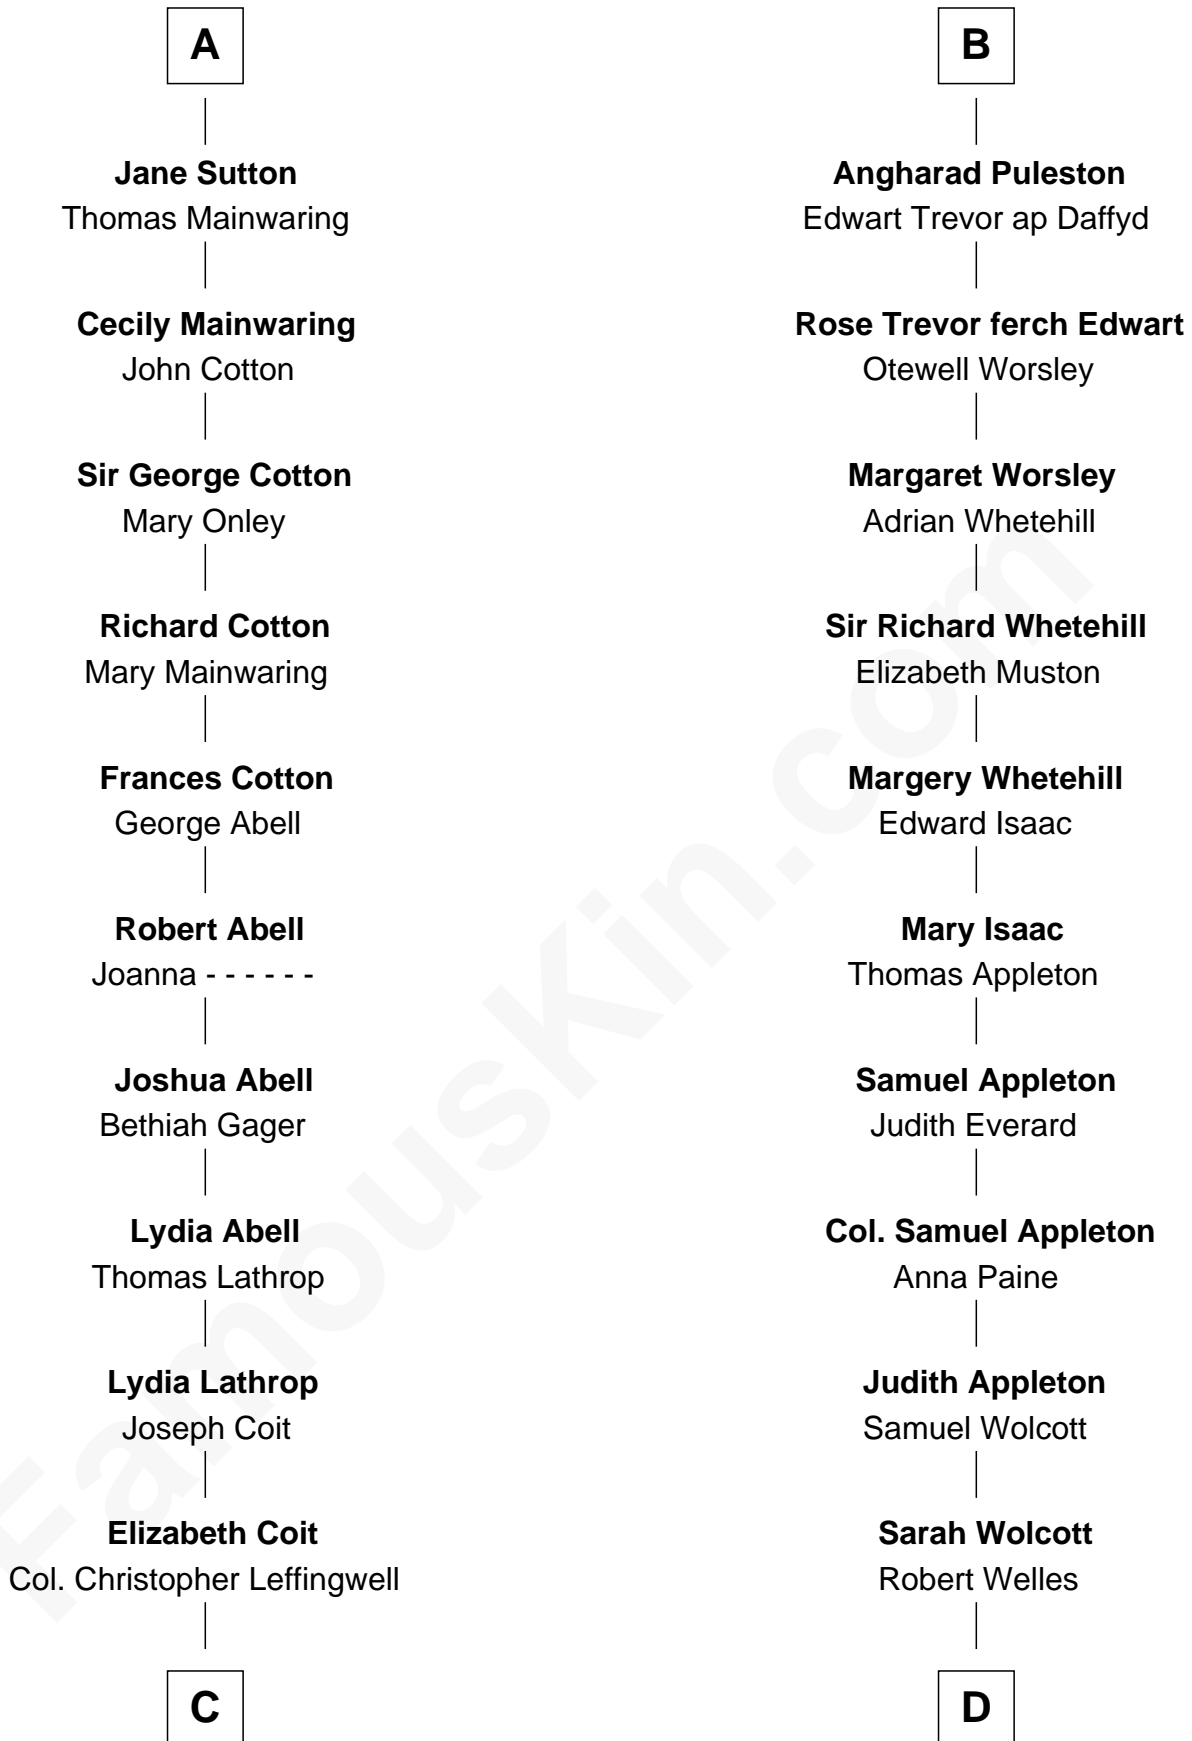 A
Jane Sutton
Thomas Mainwaring
Cecily Mainwaring
John Cotton
Sir George Cotton
Mary Onley
Richard Cotton
Mary Mainwaring
Frances Cotton
George Abell
Robert Abell
Joanna - - - - - -
Joshua Abell
Bethiah Gager
Lydia Abell
Thomas Lathrop
Lydia Lathrop
Joseph Coit
Elizabeth Coit
Col. Christopher Leffingwell
C
B
Angharad Puleston
Edwart Trevor ap Daffyd
Rose Trevor ferch Edwart
Otewell Worsley
Margaret Worsley
Adrian Whetehill
Sir Richard Whetehill
Elizabeth Muston
Margery Whetehill
Edward Isaac
Mary Isaac
Thomas Appleton
Samuel Appleton
Judith Everard
Col. Samuel Appleton
Anna Paine
Judith Appleton
Samuel Wolcott
Sarah Wolcott
Robert Welles
D
FamousKin.com